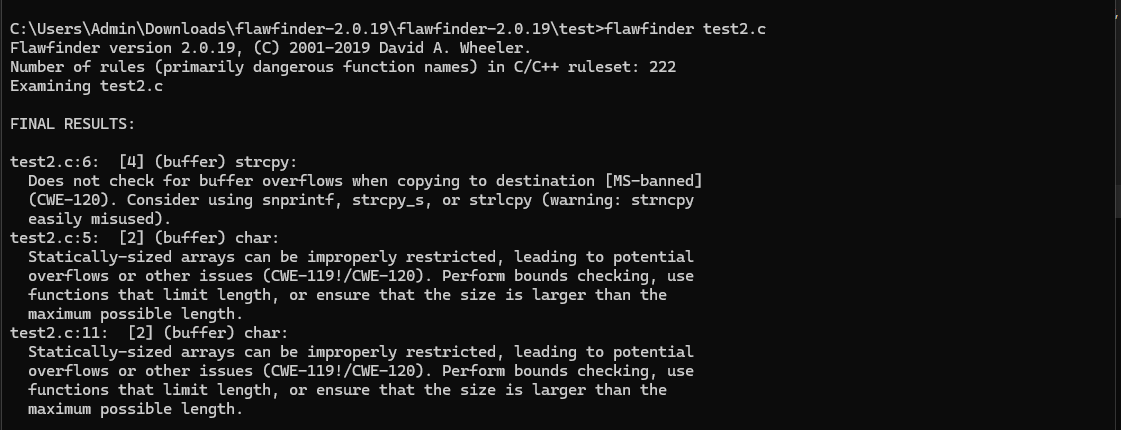 C:\Users\Admin\Downloads\flawfinder-2.0.19\flawfinder-2.0.19\test>flawfinder test2.c
Flawfinder version 2.0.19, (C) 2001-2019 David A. Wheeler.
Number of rules (primarily dangerous function names) in C/C++ ruleset: 222
Examining test2.c
FINAL RESULTS:
test2.c:6:  [4] (buffer) strcpy:
  Does not check for buffer overflows when copying to destination [MS-banned]
  (CWE-120). Consider using snprintf, strcpy_s, or strlcpy (warning: strncpy
  easily misused).
test2.c:5:  [2] (buffer) char:
  Statically-sized arrays can be improperly restricted, leading to potential
  overflows or other issues (CWE-119!/CWE-120). Perform bounds checking, use
  functions that limit length, or ensure that the size is larger than the
  maximum possible length.
test2.c:11:  [2] (buffer) char:
  Statically-sized arrays can be improperly restricted, leading to potential
  overflows or other issues (CWE-119!/CWE-120). Perform bounds checking, use
  functions that limit length, or ensure that the size is larger than the
  maximum possible length.